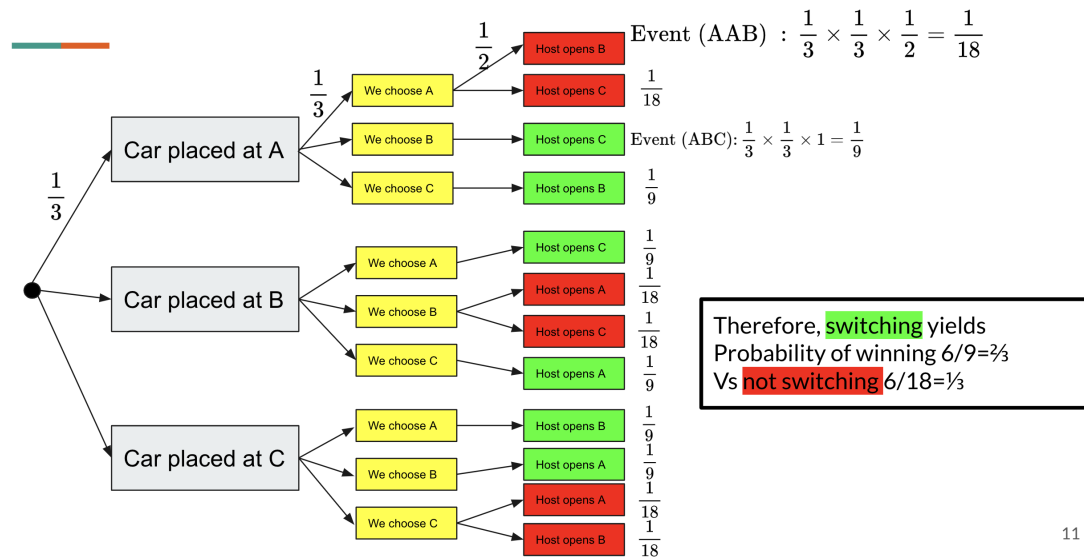 1/3
Car placed at A
1/3
We choose A
1/2
Host opens B
Event (AAB) : 1/3 × 1/3 × 1/2 = 1/18
Host opens C
1/18
We choose B
Host opens C
Event (ABC): 1/3 × 1/3 × 1 = 1/9
We choose C
Host opens B
1/9
Car placed at B
We choose A
Host opens C
1/9
We choose B
Host opens A
1/18
Host opens C
1/18
We choose C
Host opens A
1/9
Car placed at C
We choose A
Host opens B
1/9
We choose B
Host opens A
1/9
We choose C
Host opens A
1/18
Host opens B
1/18
Therefore, switching yields
Probability of winning 6/9=⅔
Vs not switching 6/18=⅓
11